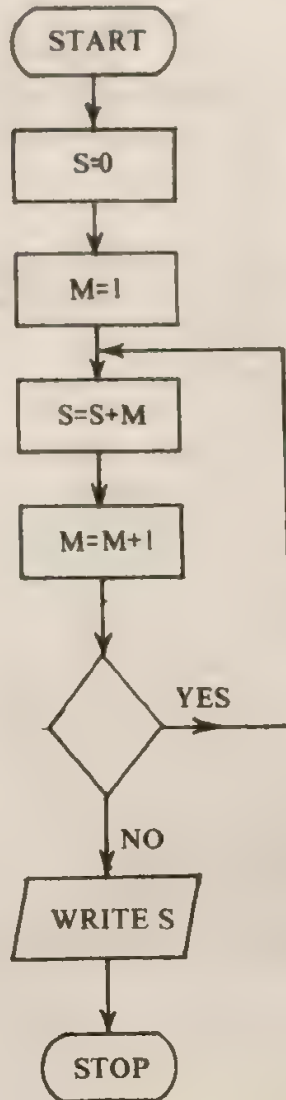 START
S=0
M=1
S=S+M
M=M+1
YES
NO
WRITE S
STOP